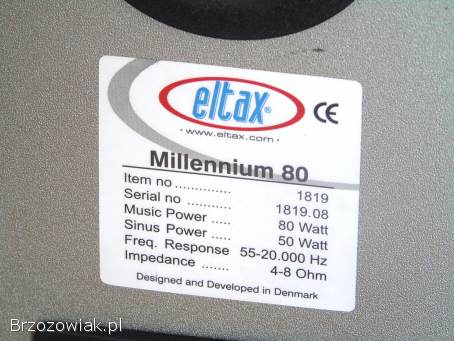 eltax®
CE
· www.eltax.com ·
Millennium 80
Item no .............. 1819
Serial no ............ 1819.08
Music Power ..... 80 Watt
Sinus Power ..... 50 Watt
Freq. Response 55-20.000 Hz
Impedance ....... 4-8 Ohm
Designed and Developed in Denmark
Brzozowiak.pl